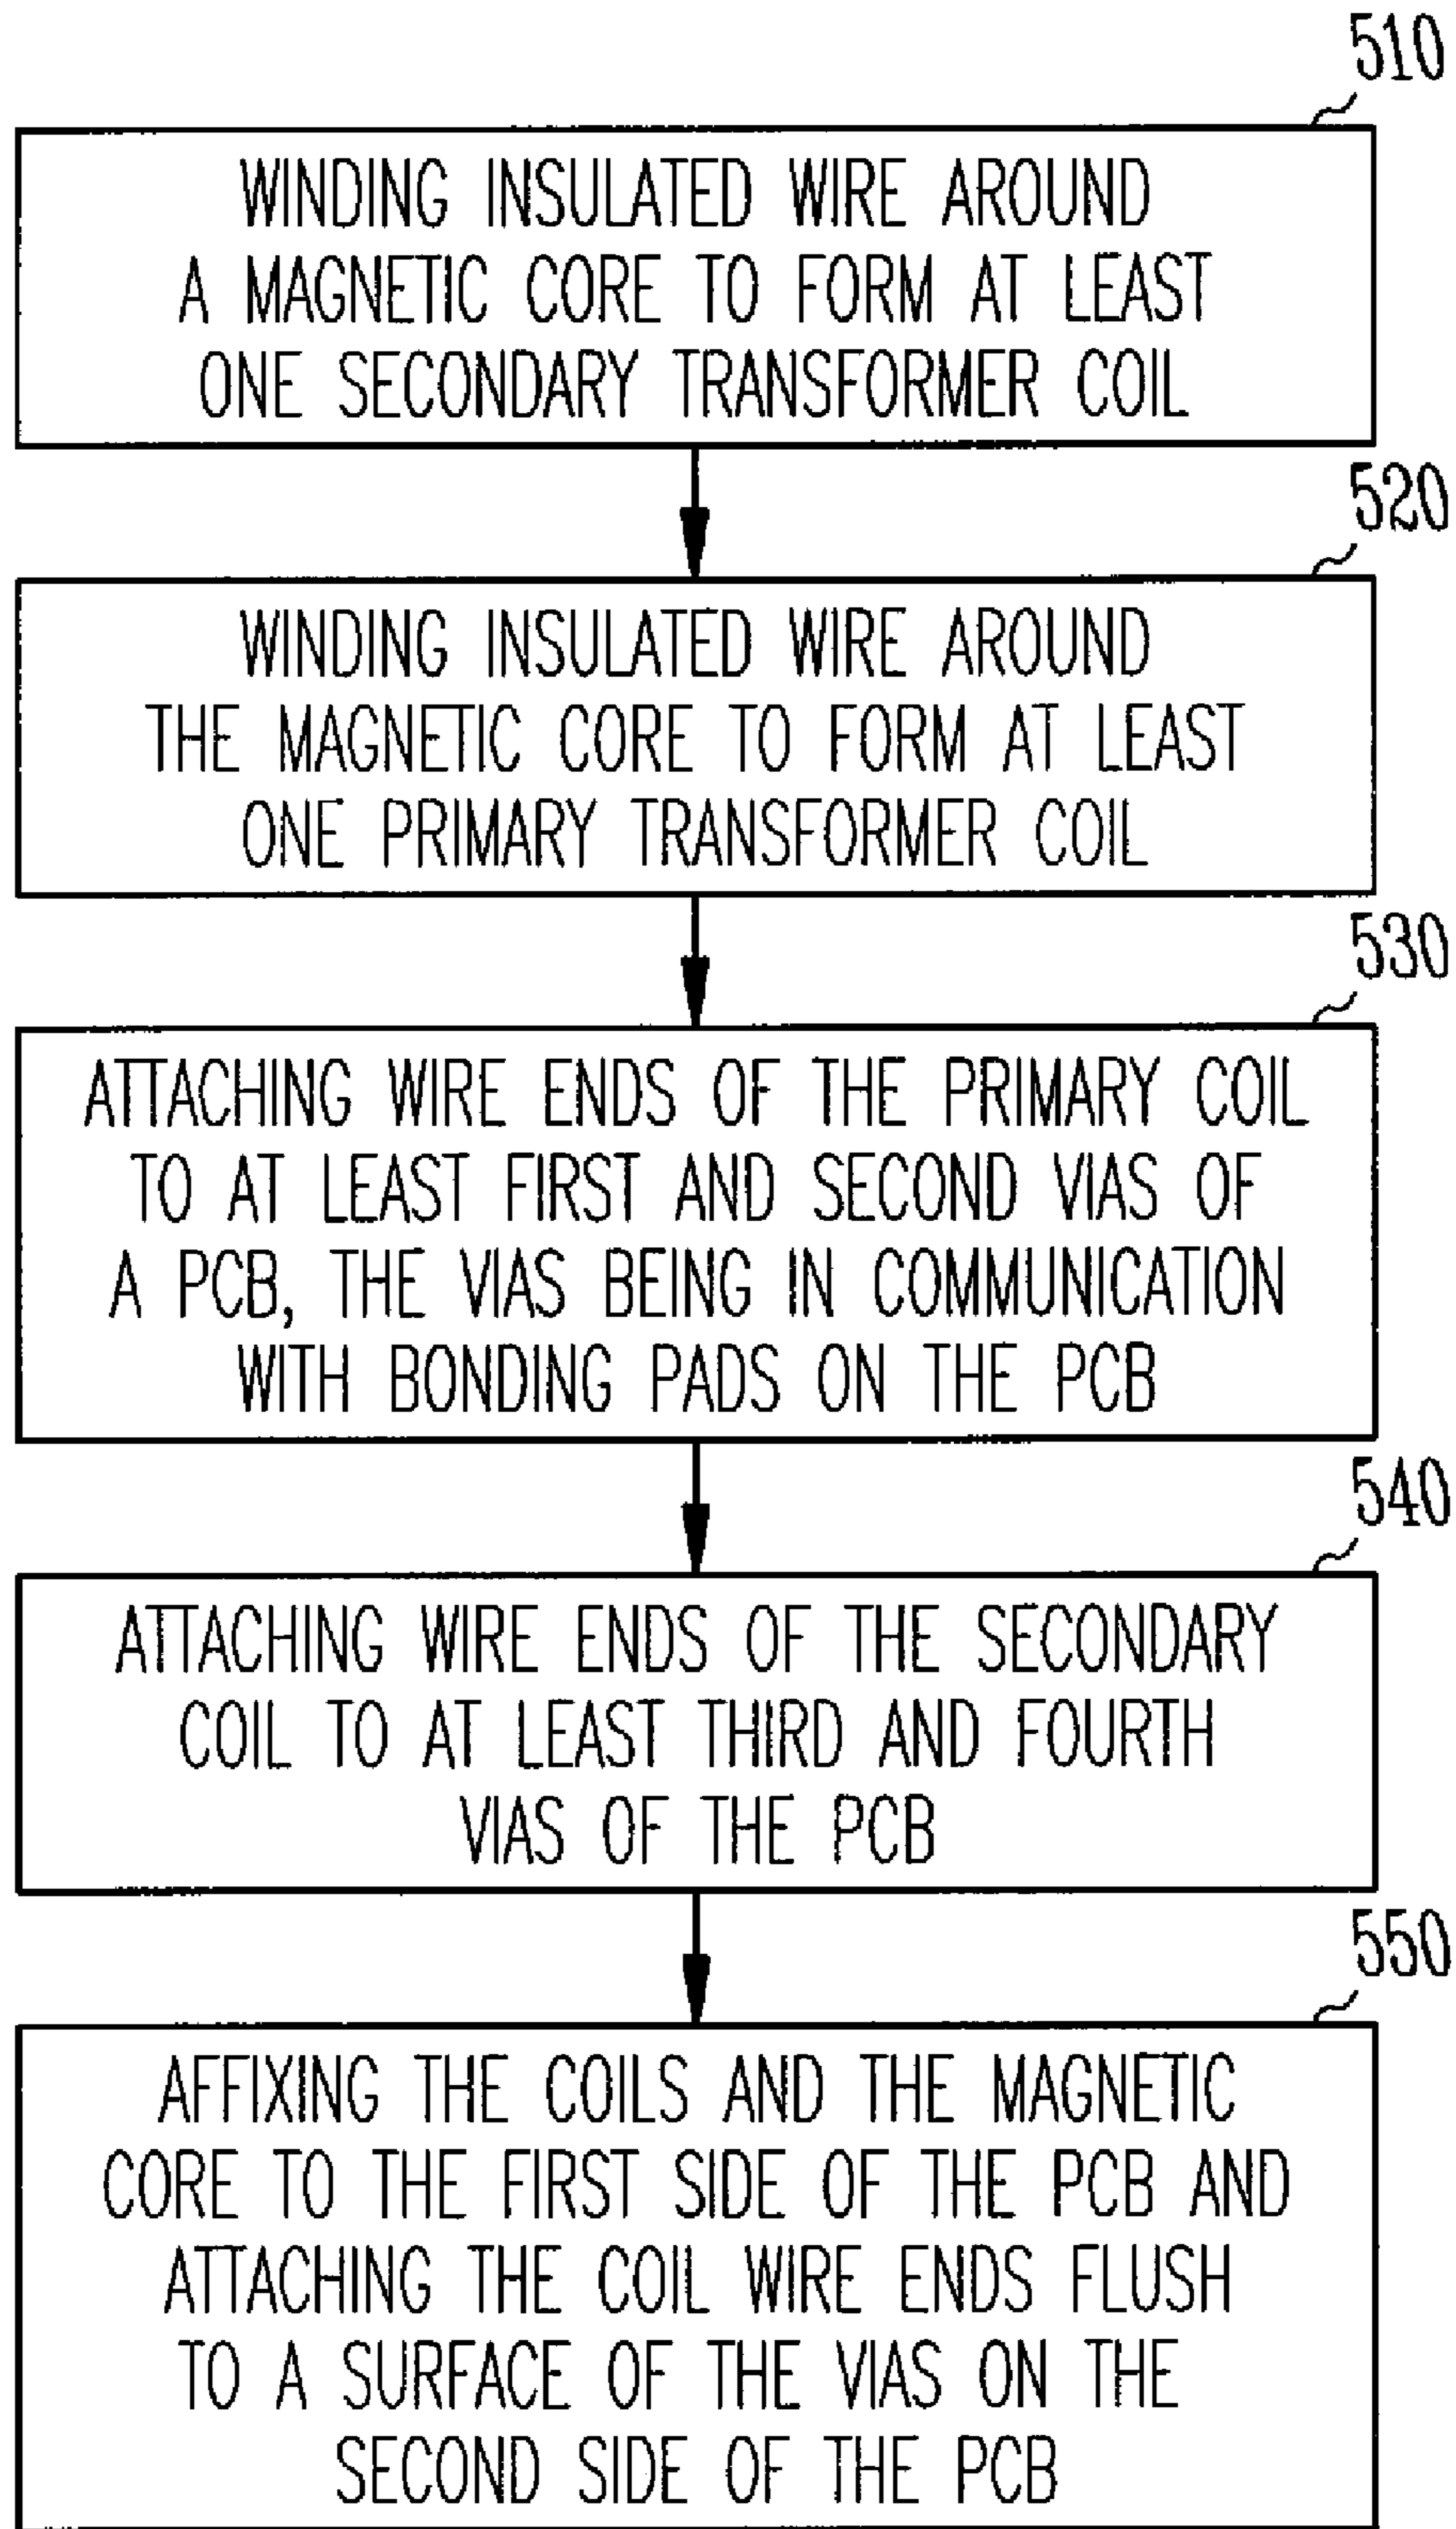 510
WINDING INSULATED WIRE AROUND
A MAGNETIC CORE TO FORM AT LEAST
ONE SECONDARY TRANSFORMER COIL
520
WINDING INSULATED WIRE AROUND
THE MAGNETIC CORE TO FORM AT LEAST
ONE PRIMARY TRANSFORMER COIL
530
ATTACHING WIRE ENDS OF THE PRIMARY COIL
TO AT LEAST FIRST AND SECOND VIAS OF
A PCB, THE VIAS BEING IN COMMUNICATION
WITH BONDING PADS ON THE PCB
540
ATTACHING WIRE ENDS OF THE SECONDARY
COIL TO AT LEAST THIRD AND FOURTH
VIAS OF THE PCB
550
AFFIXING THE COILS AND THE MAGNETIC
CORE TO THE FIRST SIDE OF THE PCB AND
ATTACHING THE COIL WIRE ENDS FLUSH
TO A SURFACE OF THE VIAS ON THE
SECOND SIDE OF THE PCB